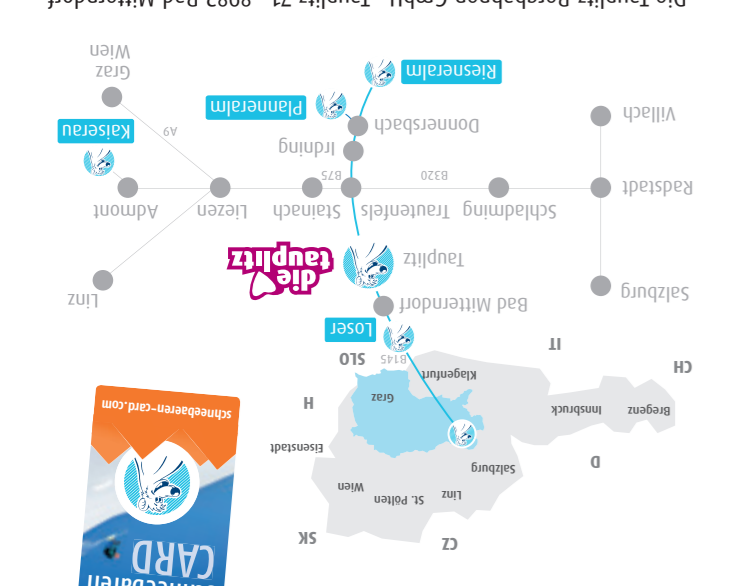 CARD
CZ
SK
Linz
St. Pölten
Wien
Salzburg
D
Eisenstadt
Bregenz
Innsbruck
Graz
H
schneebaeren-card.com
Klagenfurt
CH
IT
B145
SLO
Loser
Bad Mitterndorf
Salzburg
Linz
Tauplitz
die
tauplitz
Schladming
Trautenfels
Stainach
Liezen
Admont
Radstadt
B320
B75
Irdning
Donnersbach
A9
Kaiserau
Villach
Planneralm
Riesneralm
Graz
Wien
Die Tauplitz Bergbahnen GmbH · Tauplitz 71 · 8982 Bad Mitterndorf